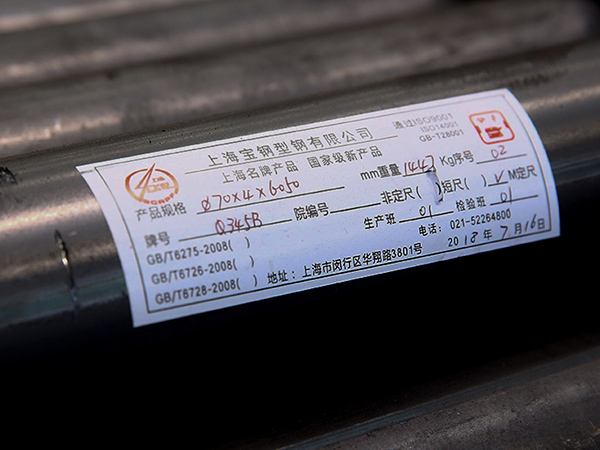 上海宝钢型钢有限公司
通过ISO9001
ISO14001
GB-T28001
上海名牌产品 国家级新产品
产品规格 Φ70×4×6050 mm重量 1447 Kg序号 02
牌号 Q345B 院编号 非定尺( )短尺( )√M定尺
GB/T6275-2008( ) 生产班 01 检验班 01
GB/T6726-2008( ) 电话: 021-52264800
GB/T6728-2008( ) 地址:上海市闵行区华翔路3801号 2018年7月16日